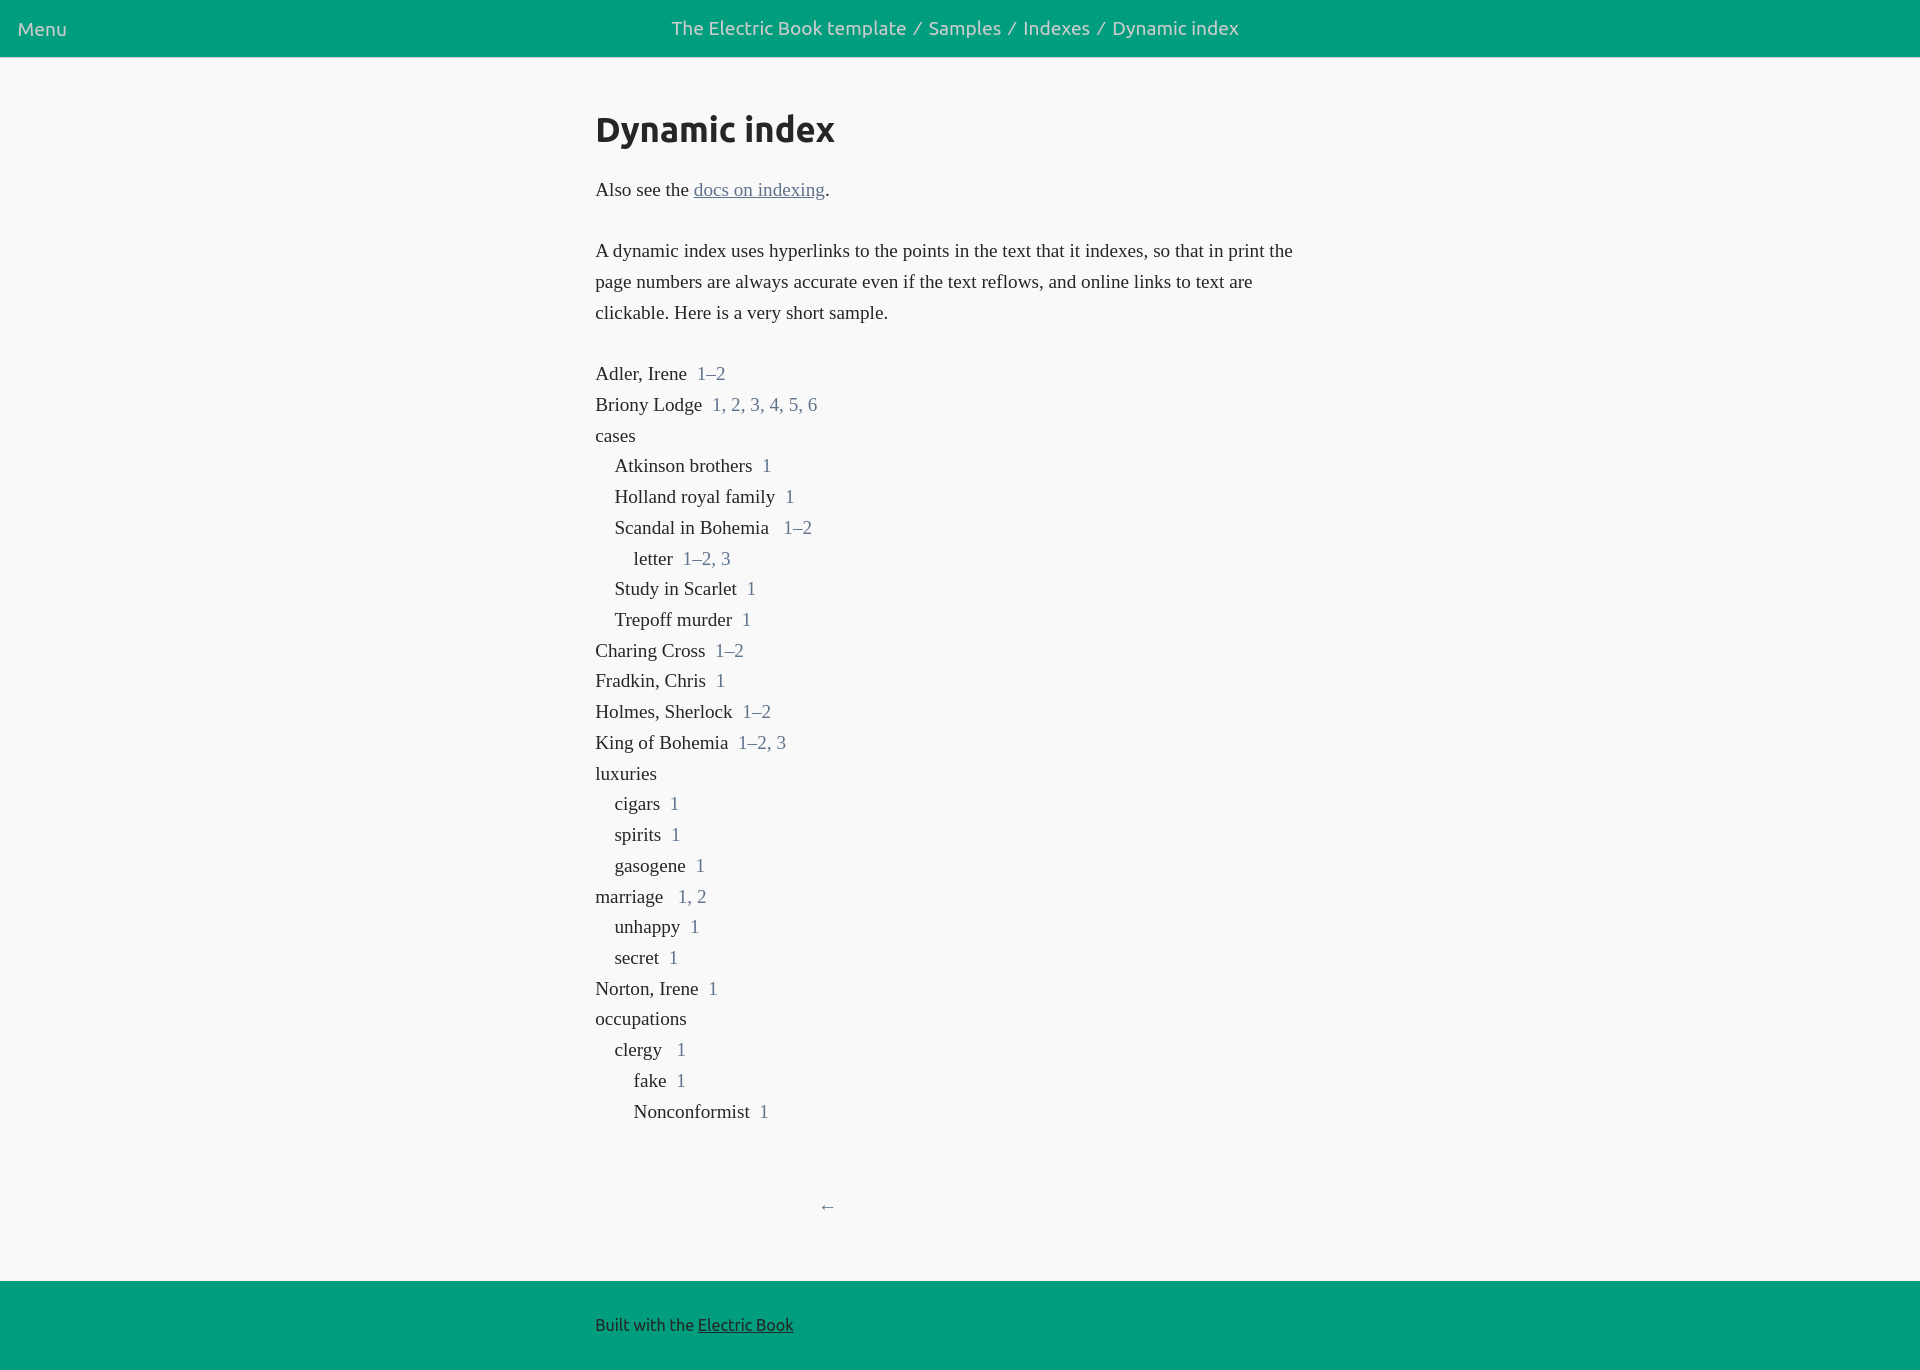 Menu
The Electric Book template / Samples / Indexes / Dynamic index
Dynamic index
Also see the docs on indexing.
A dynamic index uses hyperlinks to the points in the text that it indexes, so that in print the
page numbers are always accurate even if the text reflows, and online links to text are
clickable. Here is a very short sample.
Adler, Irene 1–2
Briony Lodge 1, 2, 3, 4, 5, 6
cases
Atkinson brothers 1
Holland royal family 1
Scandal in Bohemia 1–2
letter 1–2, 3
Study in Scarlet 1
Trepoff murder 1
Charing Cross 1–2
Fradkin, Chris 1
Holmes, Sherlock 1–2
King of Bohemia 1–2, 3
luxuries
cigars 1
spirits 1
gasogene 1
marriage 1, 2
unhappy 1
secret 1
Norton, Irene 1
occupations
clergy 1
fake 1
Nonconformist 1
←
Built with the Electric Book